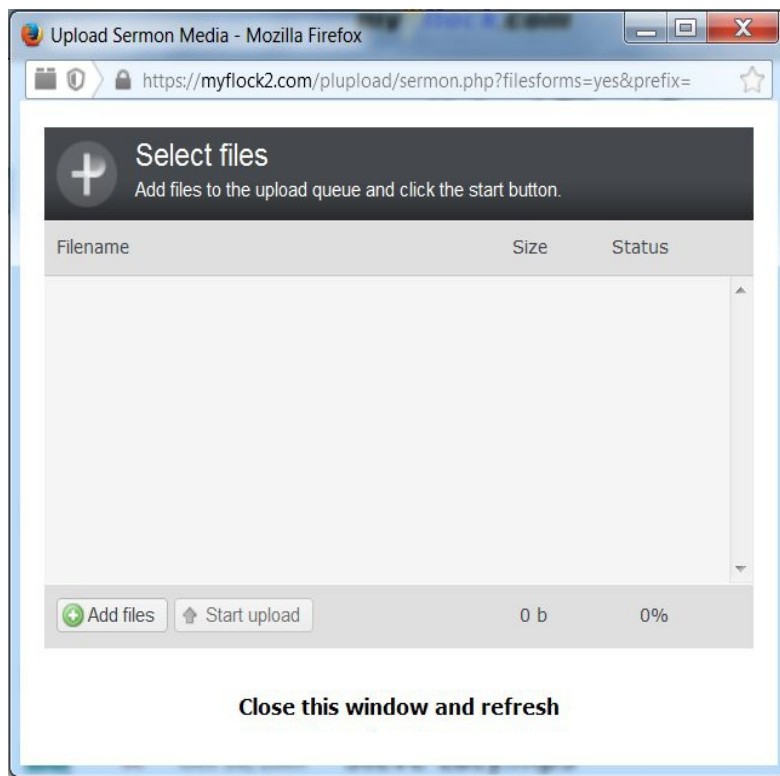 Upload Sermon Media - Mozilla Firefox
https://myflock2.com/plupload/sermon.php?filesforms=yes&prefix=
Select files
Add files to the upload queue and click the start button.
Filename Size Status
Add files Start upload 0 b 0%
Close this window and refresh